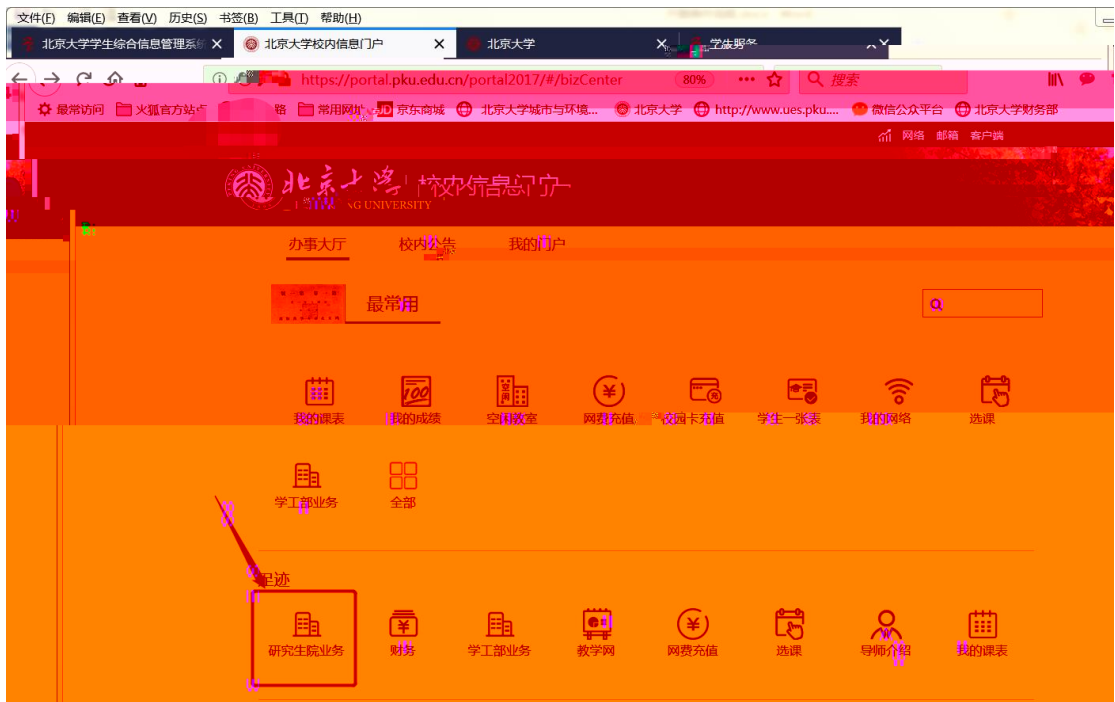 文件(F) 编辑(E) 查看(V) 历史(S) 书签(B) 工具(T) 帮助(H)
北京大学学生综合信息管理系统 北京大学校内信息门户 北京大学
https://portal.pku.edu.cn/portal2017/#/bizCenter 80% 搜索
最常访问 火狐官方站点 常用网址 JD 京东商城 北京大学城市与环境... 北京大学 http://www.ues.pku.... 微信公众平台 北京大学财务部
网络 邮箱 客户端
北京大学 校内信息门户
UNIVERSITY
办事大厅 校内公告 我的门户
最常用
我的课表 我的成绩 空闲教室 网费充值 校园卡充值 学生一张表 我的网络 选课
学工部业务 全部
足迹
研究生院业务 财务 学工部业务 教学网 网费充值 选课 导师介绍 我的课表